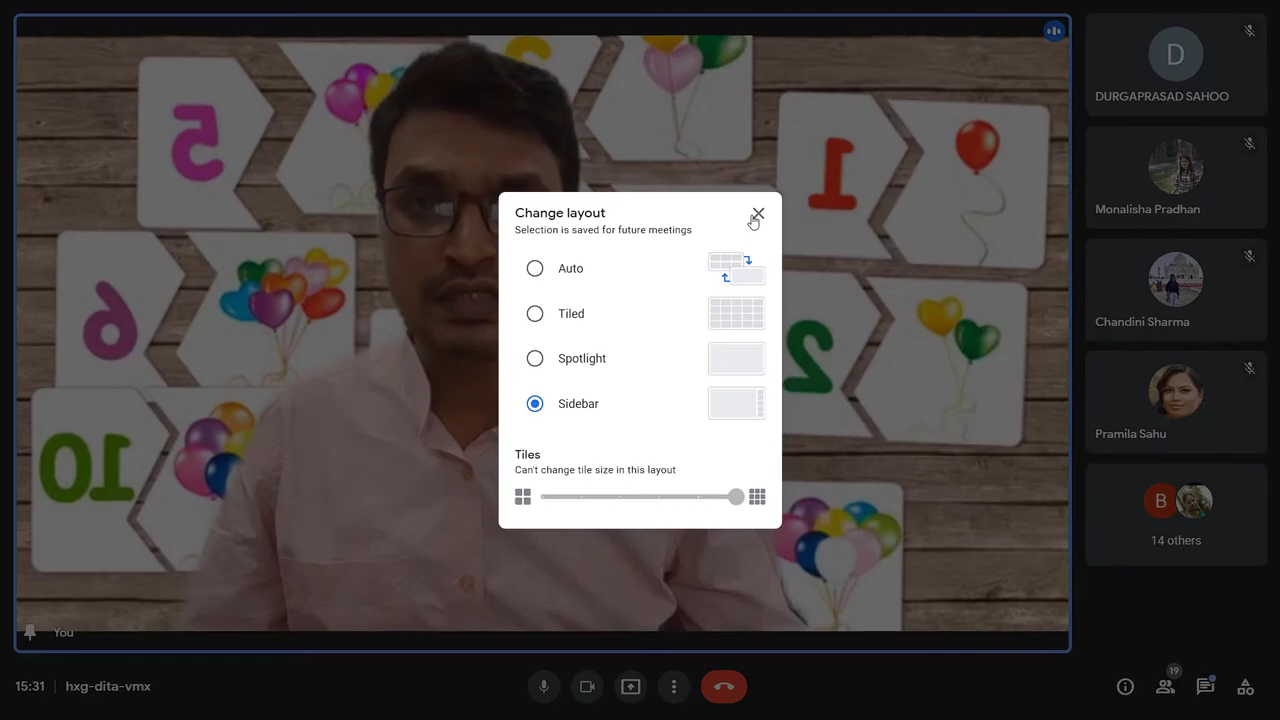 5
1
6
2
10
Change layout
Selection is saved for future meetings
Auto
Tiled
Spotlight
Sidebar
Tiles
Can't change tile size in this layout
You
D
DURGAPRASAD SAHOO
Monalisha Pradhan
Chandini Sharma
Pramila Sahu
B
14 others
15:31 | hxg-dita-vmx
19